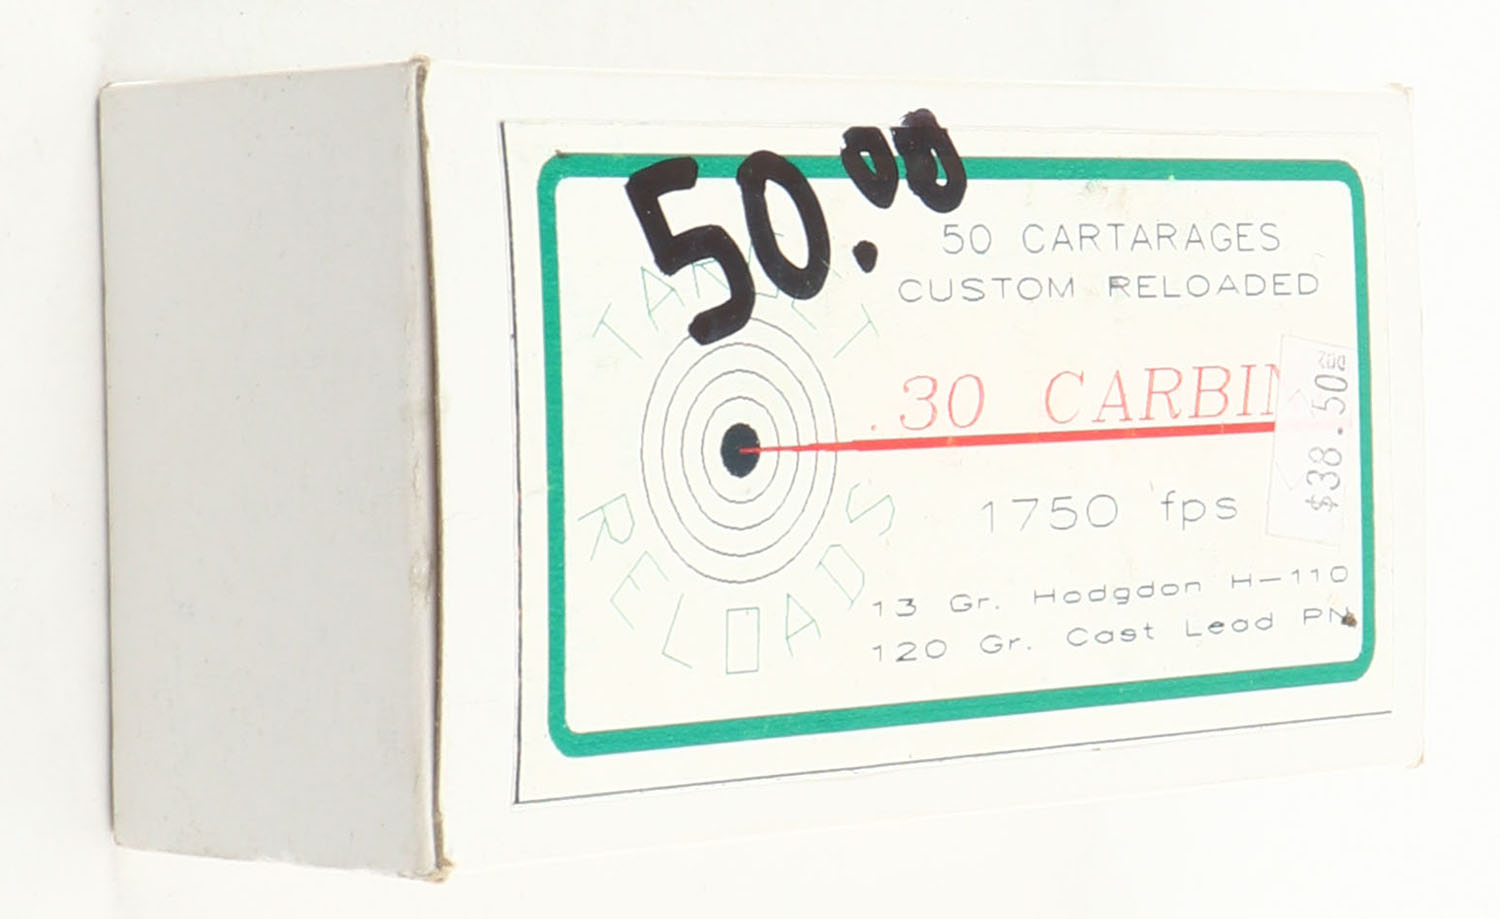 50.00
TARGET
RELOADS
50 CARTARAGES
CUSTOM RELOADED
.30 CARBIN
$38.50
1750 fps
13 Gr. Hodgdon H-110
120 Gr. Cast Lead PN